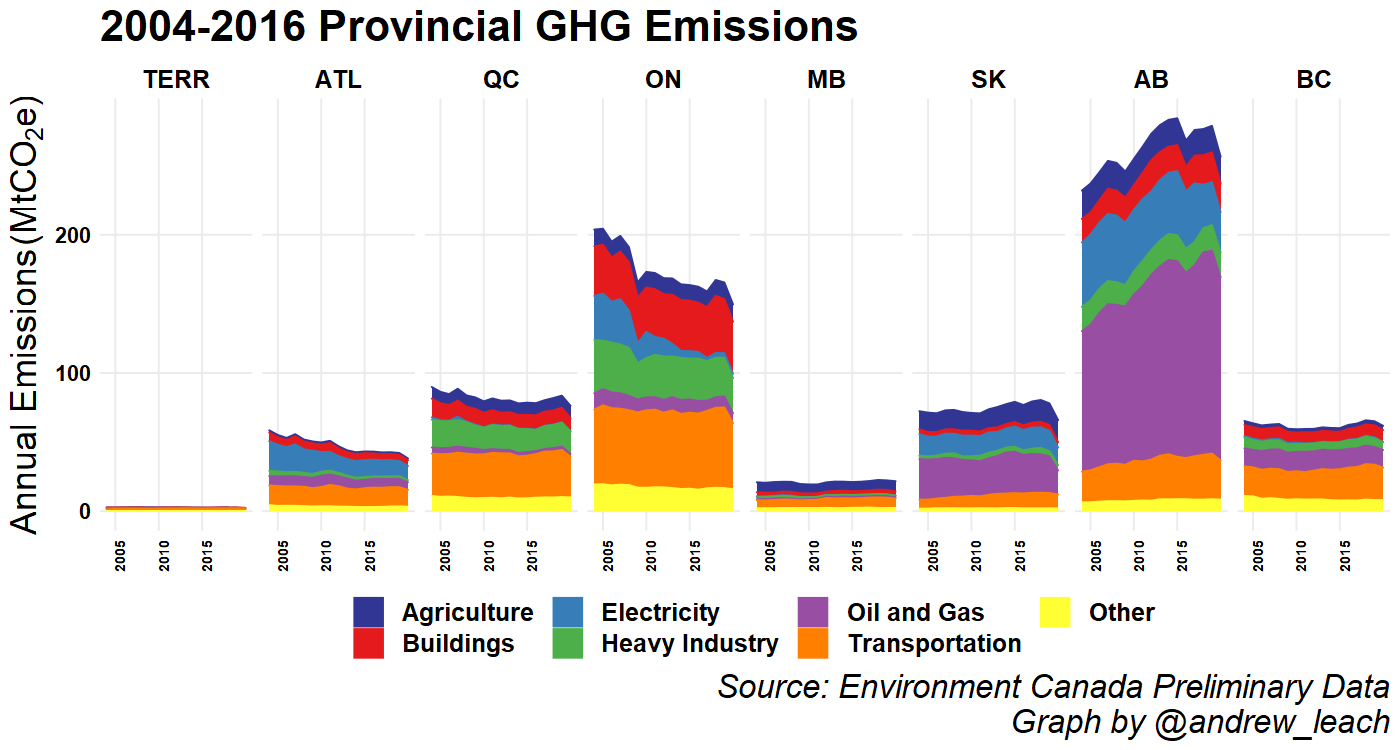 2004-2016 Provincial GHG Emissions
TERR ATL QC ON MB SK AB BC
Annual Emissions (MtCO₂e)
200
100
0
2005 2010 2015 2005 2010 2015 2005 2010 2015 2005 2010 2015 2005 2010 2015 2005 2010 2015 2005 2010 2015 2005 2010 2015
Agriculture Electricity Oil and Gas Other
Buildings Heavy Industry Transportation
Source: Environment Canada Preliminary Data
Graph by @andrew_leach